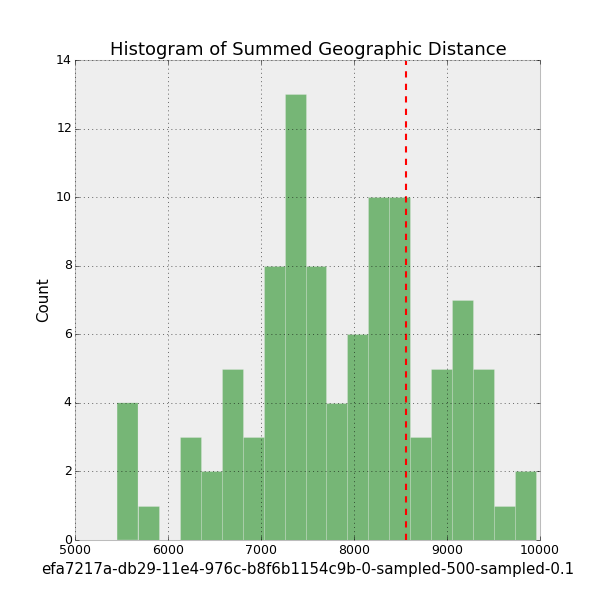 Histogram of Summed Geographic Distance
14
12
10
8
6
4
2
0
Count
5000 6000 7000 8000 9000 10000
efa7217a-db29-11e4-976c-b8f6b1154c9b-0-sampled-500-sampled-0.1